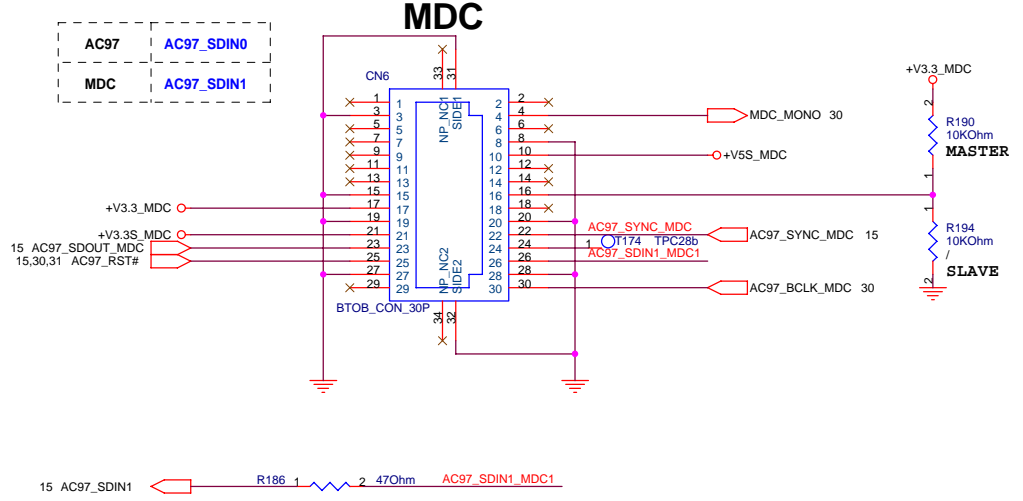 MDC
AC97 AC97_SDIN0
MDC AC97_SDIN1
CN6
33 31
NP_NC1
SIDE1
1 1 2 2
3 3 4 4 MDC_MONO 30
5 5 6 6
7 7 8 8
9 9 10 10 +V5S_MDC
11 11 12 12
13 13 14 14
15 15 16 16
+V3.3_MDC 17 17 18 18
19 19 20 20
+V3.3S_MDC 21 21 22 22 AC97_SYNC_MDC AC97_SYNC_MDC 15
15 AC97_SDOUT_MDC 23 23 24 24 1 T174 TPC28b
15,30,31 AC97_RST# 25 25 26 26 AC97_SDIN1_MDC1
27 27 28 28
29 29 30 30 AC97_BCLK_MDC 30
NP_NC2
SIDE2
BTOB_CON_30P
34 32
+V3.3_MDC
2
R190
10KOhm
MASTER
1
1
R194
10KOhm
/
SLAVE
2
15 AC97_SDIN1 R186 1 2 47Ohm AC97_SDIN1_MDC1